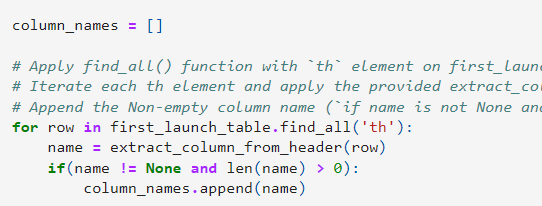 column_names = []
# Apply find_all() function with `th` element on first_laun
# Iterate each th element and apply the provided extract_co
# Append the Non-empty column name (`if name is not None an
for row in first_launch_table.find_all('th'):
    name = extract_column_from_header(row)
    if(name != None and len(name) > 0):
        column_names.append(name)